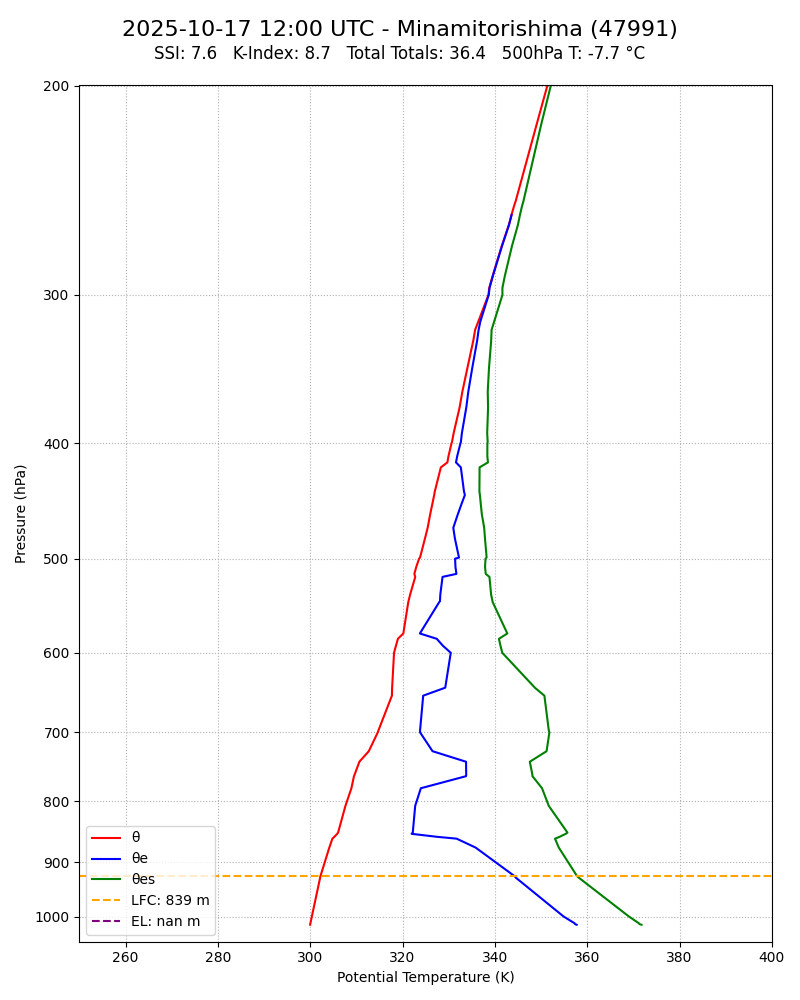 2025-10-17 12:00 UTC - Minamitorishima (47991)
SSI: 7.6 K-Index: 8.7 Total Totals: 36.4 500hPa T: -7.7 °C
200
300
400
500
600
700
800
900
1000
Pressure (hPa)
θ
θe
θes
LFC: 839 m
EL: nan m
260 280 300 320 340 360 380 400
Potential Temperature (K)